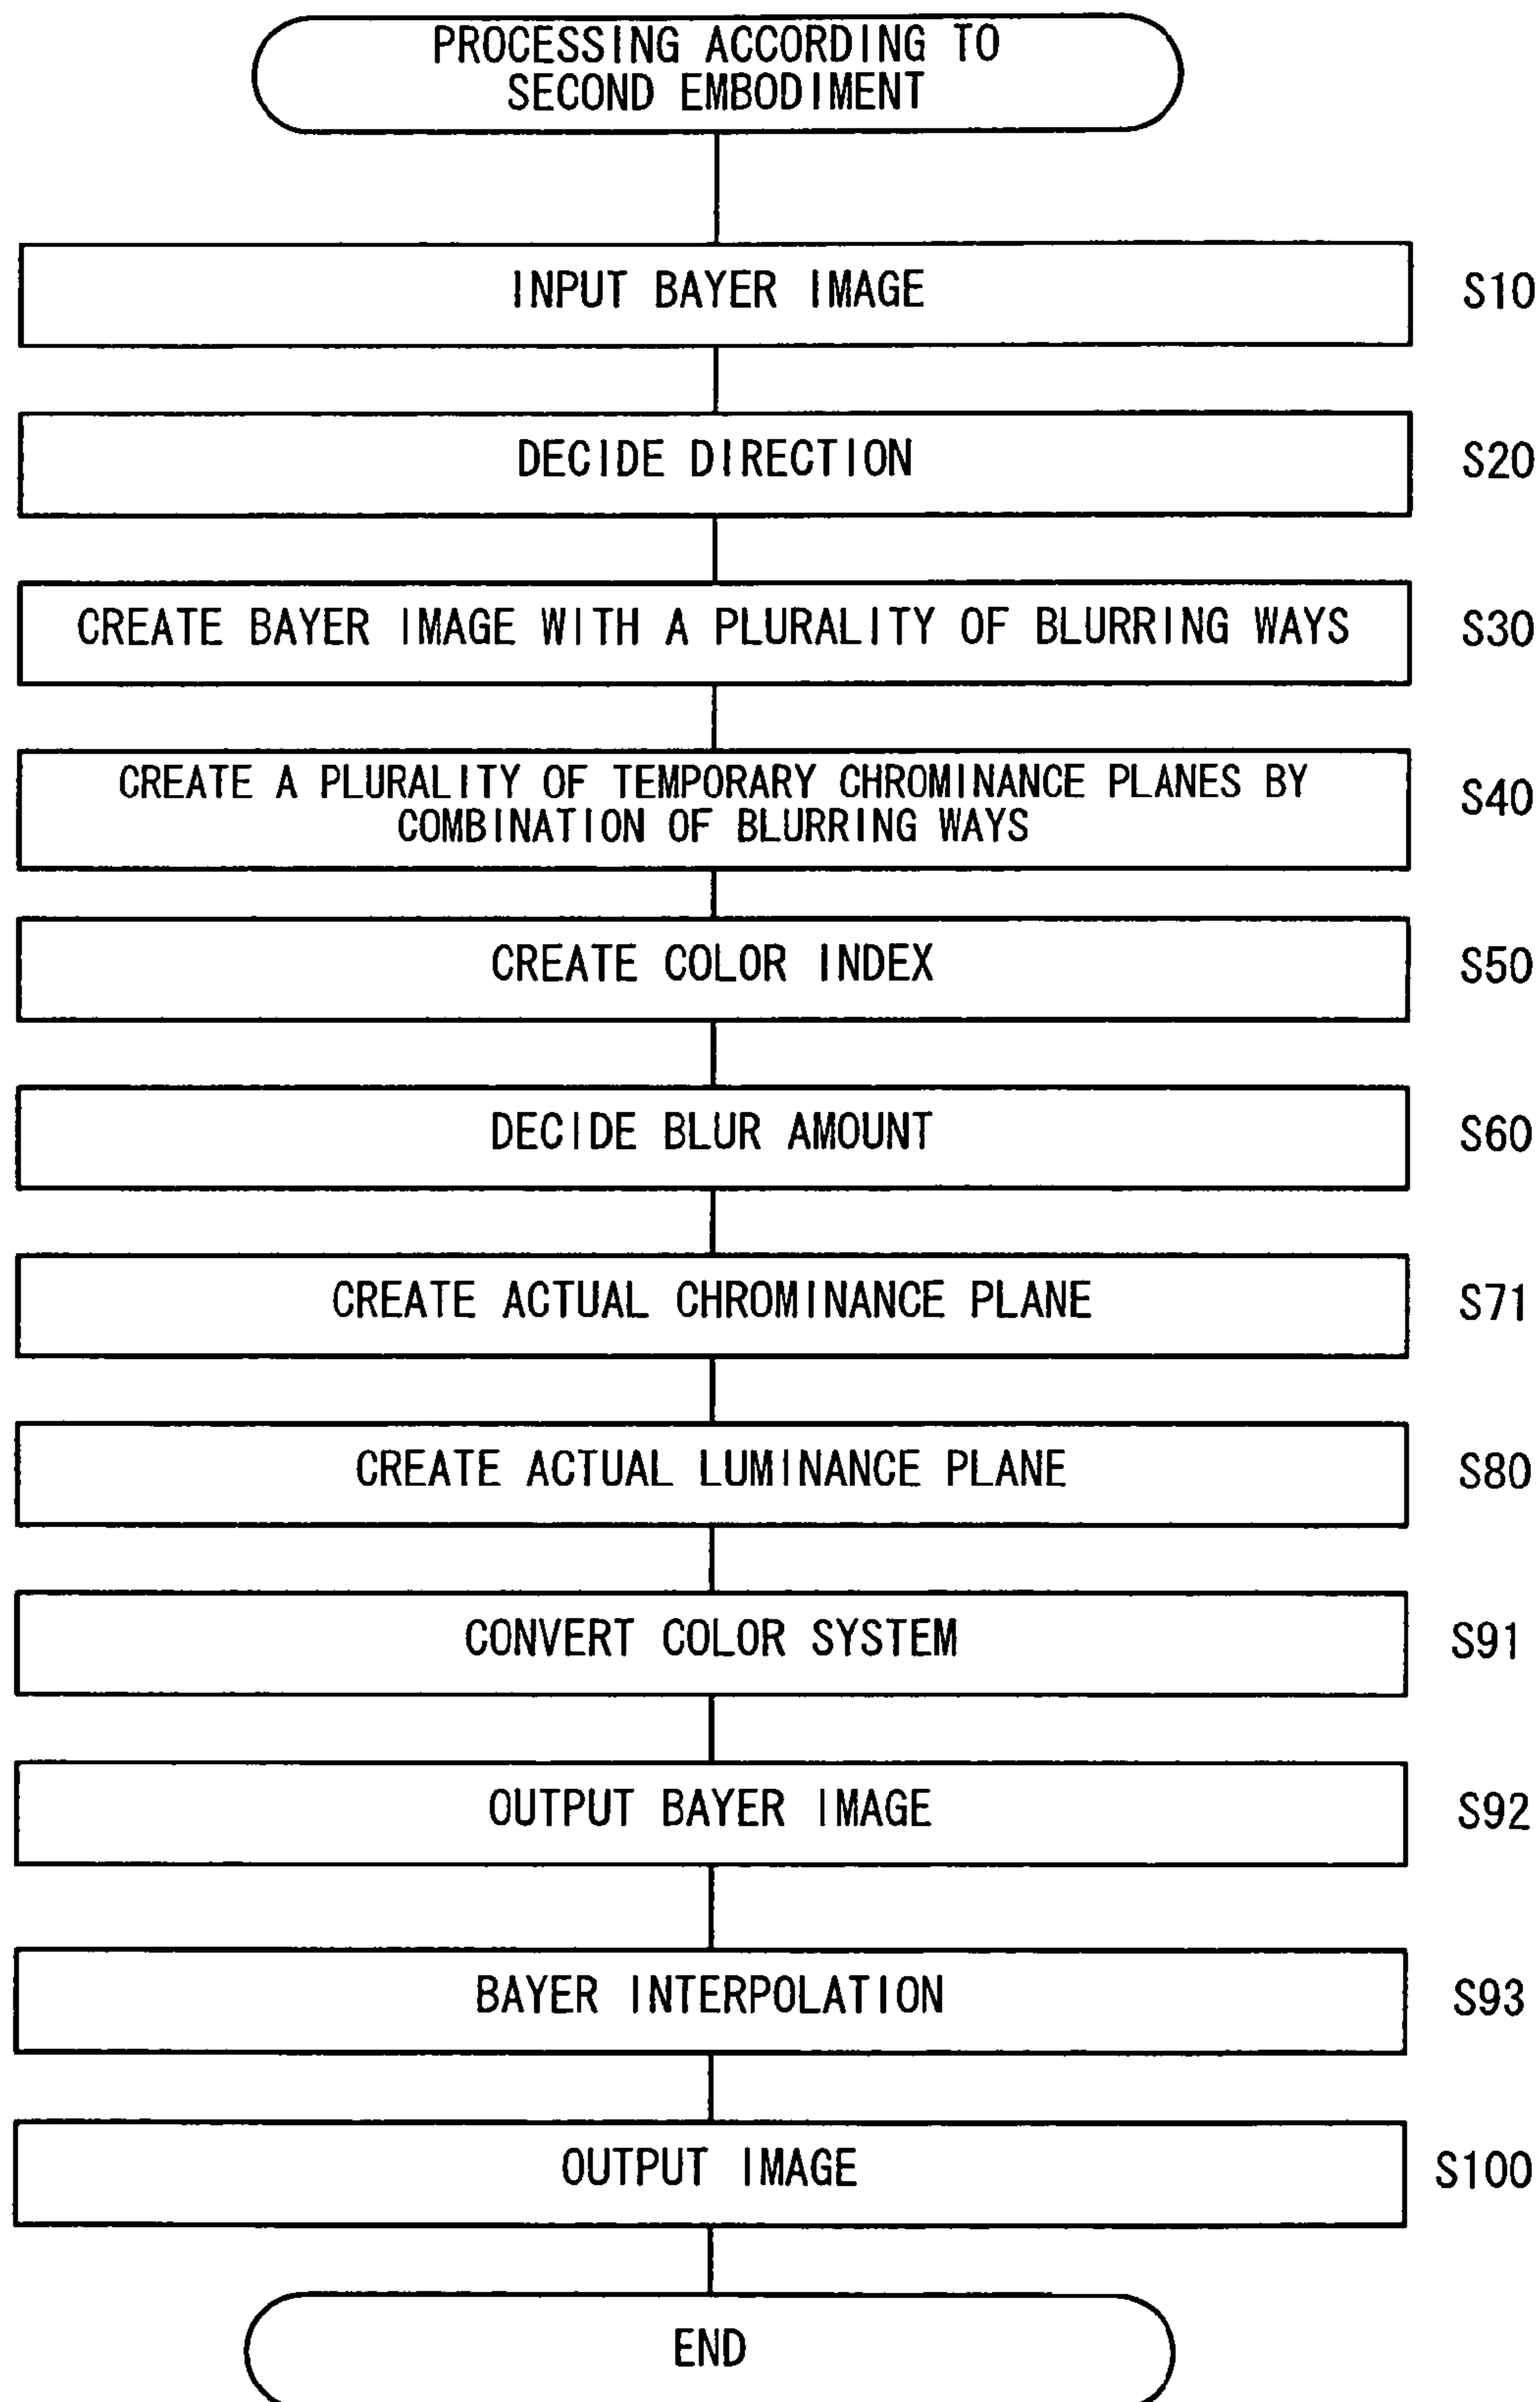 PROCESSING ACCORDING TO
SECOND EMBODIMENT
INPUT BAYER IMAGE
S10
DECIDE DIRECTION
S20
CREATE BAYER IMAGE WITH A PLURALITY OF BLURRING WAYS
S30
CREATE A PLURALITY OF TEMPORARY CHROMINANCE PLANES BY
COMBINATION OF BLURRING WAYS
S40
CREATE COLOR INDEX
S50
DECIDE BLUR AMOUNT
S60
CREATE ACTUAL CHROMINANCE PLANE
S71
CREATE ACTUAL LUMINANCE PLANE
S80
CONVERT COLOR SYSTEM
S91
OUTPUT BAYER IMAGE
S92
BAYER INTERPOLATION
S93
OUTPUT IMAGE
S100
END